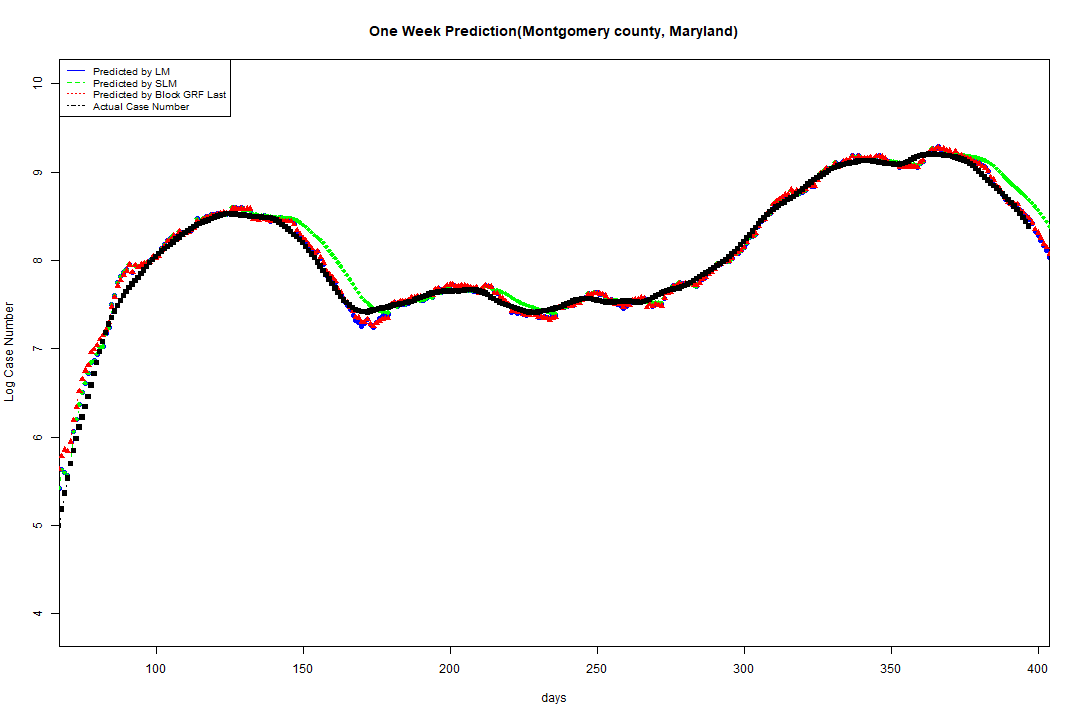 One Week Prediction(Montgomery county, Maryland)
Predicted by LM
Predicted by SLM
Predicted by Block GRF Last
Actual Case Number
10
9
8
7
6
5
4
Log Case Number
100 150 200 250 300 350 400
days